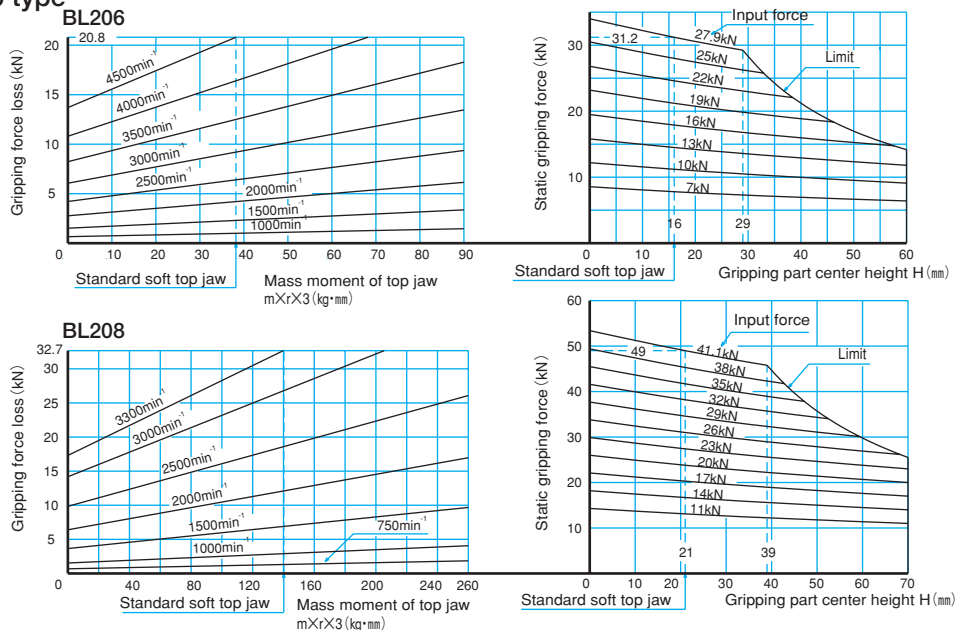 type
BL206
Gripping force loss (kN)
20
15
10
5
20.8
4500min⁻¹
4000min⁻¹
3500min⁻¹
3000min⁻¹
2500min⁻¹
2000min⁻¹
1500min⁻¹
1000min⁻¹
0 10 20 30 40 50 60 70 80 90
Standard soft top jaw
Mass moment of top jaw
m×r×3(kg·mm)
Static gripping force (kN)
30
20
10
31.2
Input force
27.9kN
25kN
22kN
19kN
16kN
13kN
10kN
7kN
Limit
16
29
0 10 20 30 40 50 60
Standard soft top jaw
Gripping part center height H(mm)
BL208
Gripping force loss (kN)
32.7
30
25
20
15
10
5
3300min⁻¹
3000min⁻¹
2500min⁻¹
2000min⁻¹
1500min⁻¹
750min⁻¹
1000min⁻¹
0 40 80 120 160 200 240 260
Standard soft top jaw
Mass moment of top jaw
m×r×3(kg·mm)
Static gripping force (kN)
60
50
40
30
20
10
49
Input force
41.1kN
38kN
35kN
32kN
29kN
26kN
23kN
20kN
17kN
14kN
11kN
Limit
21
39
0 10 20 30 40 50 60 70
Standard soft top jaw
Gripping part center height H(mm)